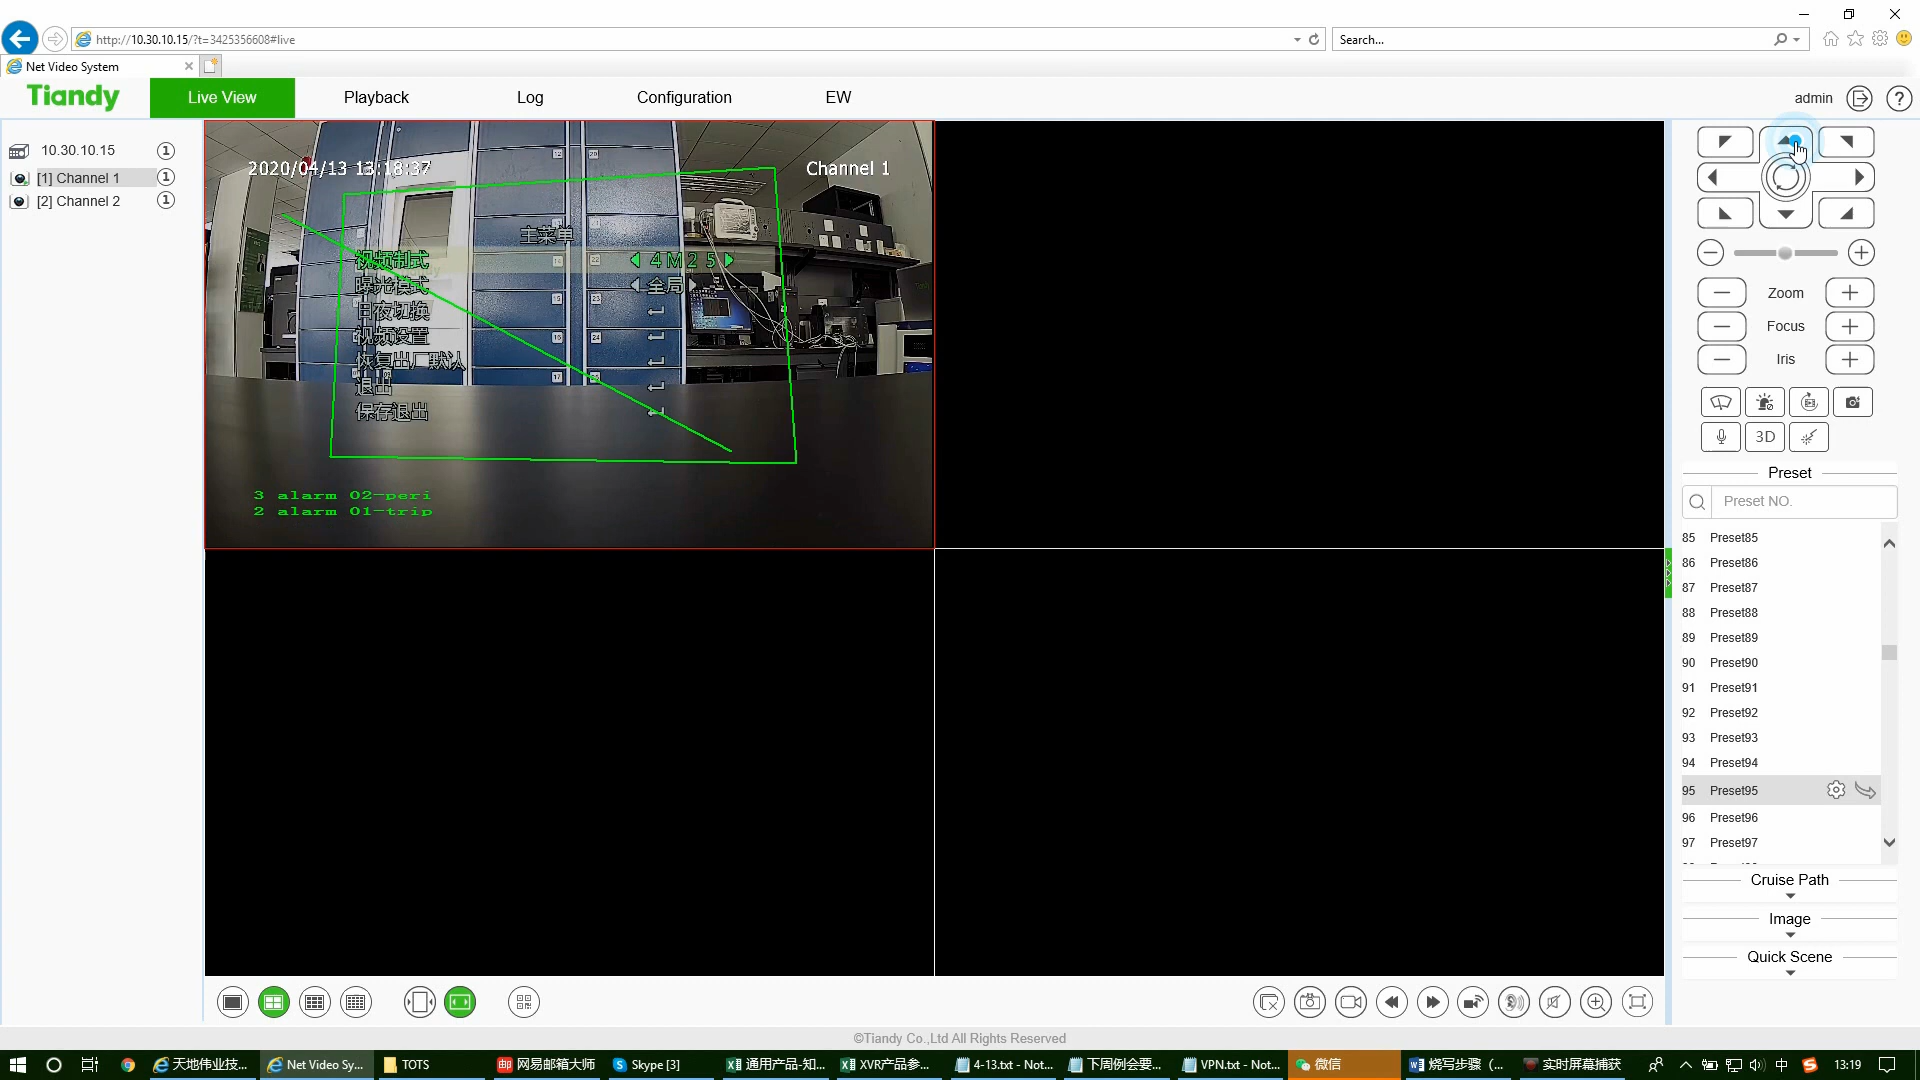 http://10.30.10.15/?t=3425356608#live
Search...
Net Video System
Tiandy
Live View
Playback
Log
Configuration
EW
admin
?
10.30.10.15
1
[1] Channel 1
1
[2] Channel 2
1
2020/04/13 13:18:37
Channel 1
主菜单
视频制式
4M25
曝光模式
全局
日夜切换
视频设置
恢复出厂默认
退出
保存退出
3 alarm 02-peri
2 alarm 01-trip
Zoom
Focus
Iris
3D
Preset
Preset NO.
85 Preset85
86 Preset86
87 Preset87
88 Preset88
89 Preset89
90 Preset90
91 Preset91
92 Preset92
93 Preset93
94 Preset94
95 Preset95
96 Preset96
97 Preset97
Cruise Path
Image
Quick Scene
©Tiandy Co.,Ltd All Rights Reserved
天地伟业技...
Net Video Sy...
TOTS
网易邮箱大师
Skype [3]
通用产品-知...
XVR产品参...
4-13.txt - Not...
下周例会要...
VPN.txt - Not...
微信
烧写步骤（...
实时屏幕捕获
中
13:19